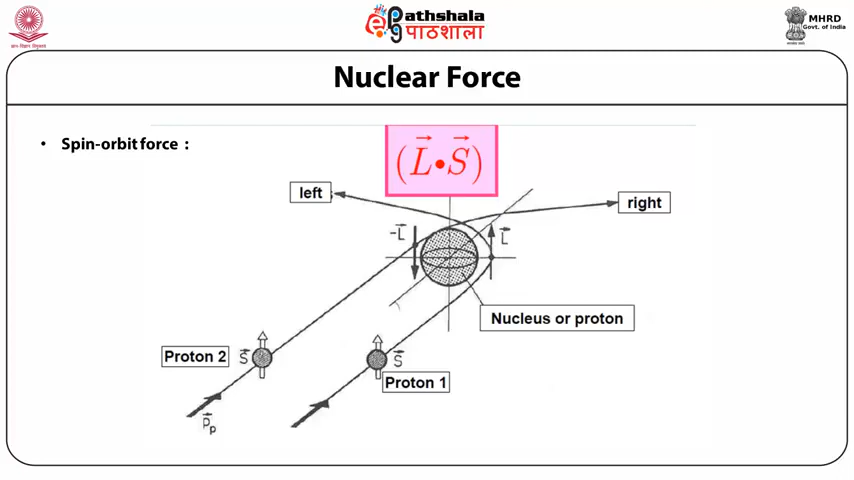 ePathshala
पाठशाला
MHRD
Govt. of India
Nuclear Force
• Spin-orbit force :
(L⃗•S⃗)
left
right
-L⃗
L⃗
Nucleus or proton
Proton 2
S⃗
S⃗
Proton 1
P⃗p